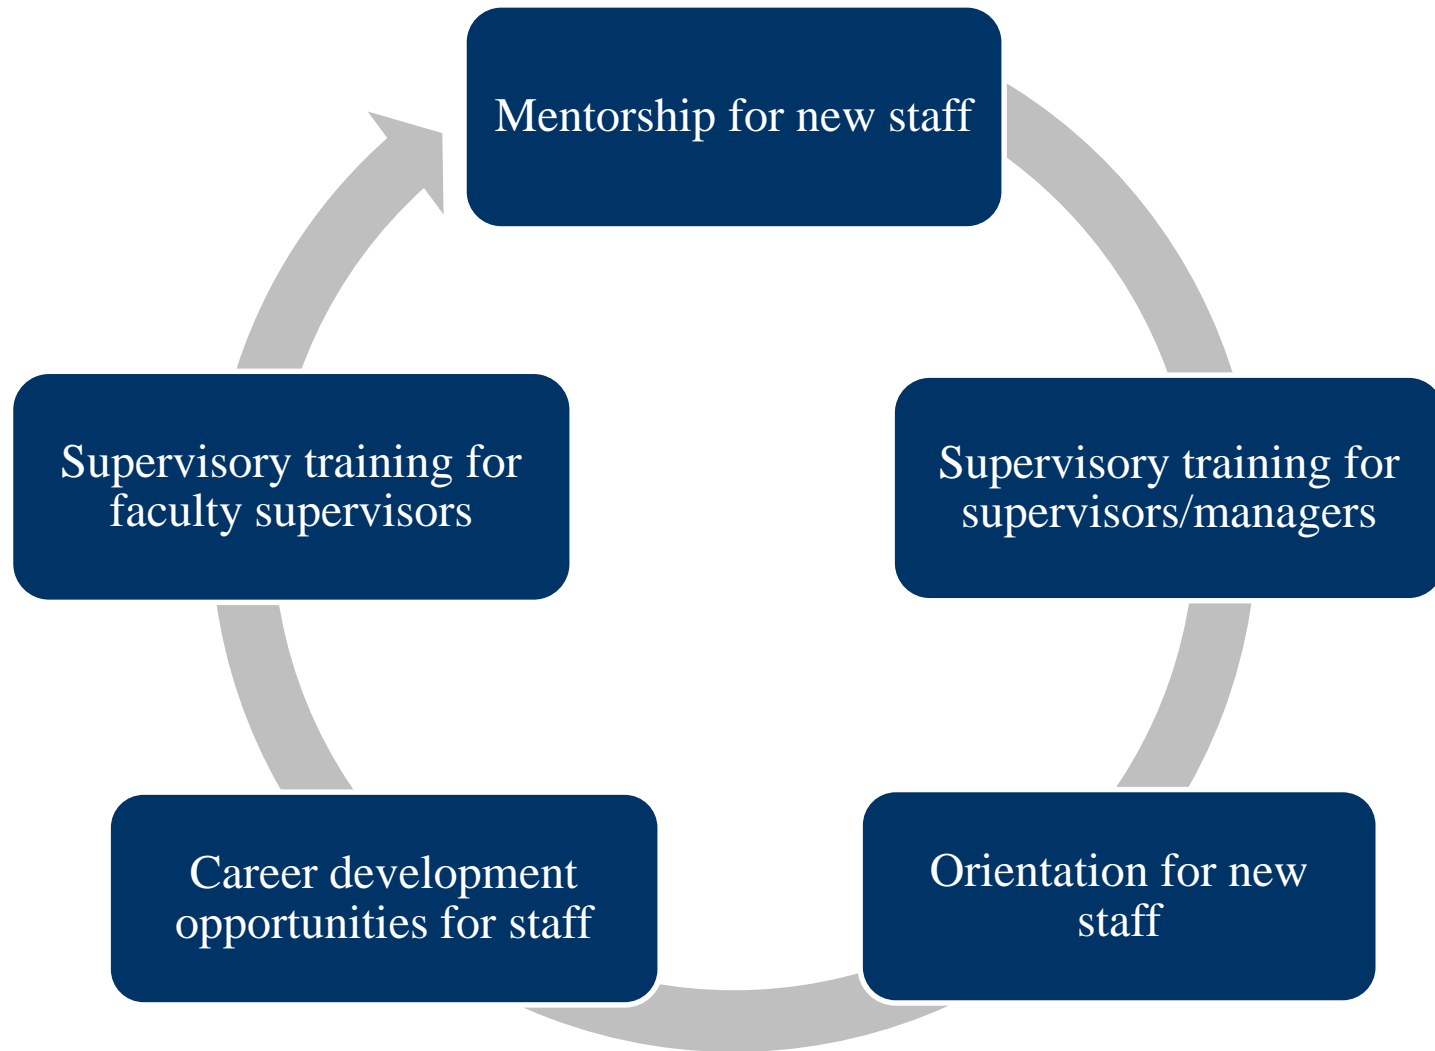 Mentorship for new staff
Supervisory training for
supervisors/managers
Orientation for new
staff
Career development
opportunities for staff
Supervisory training for
faculty supervisors